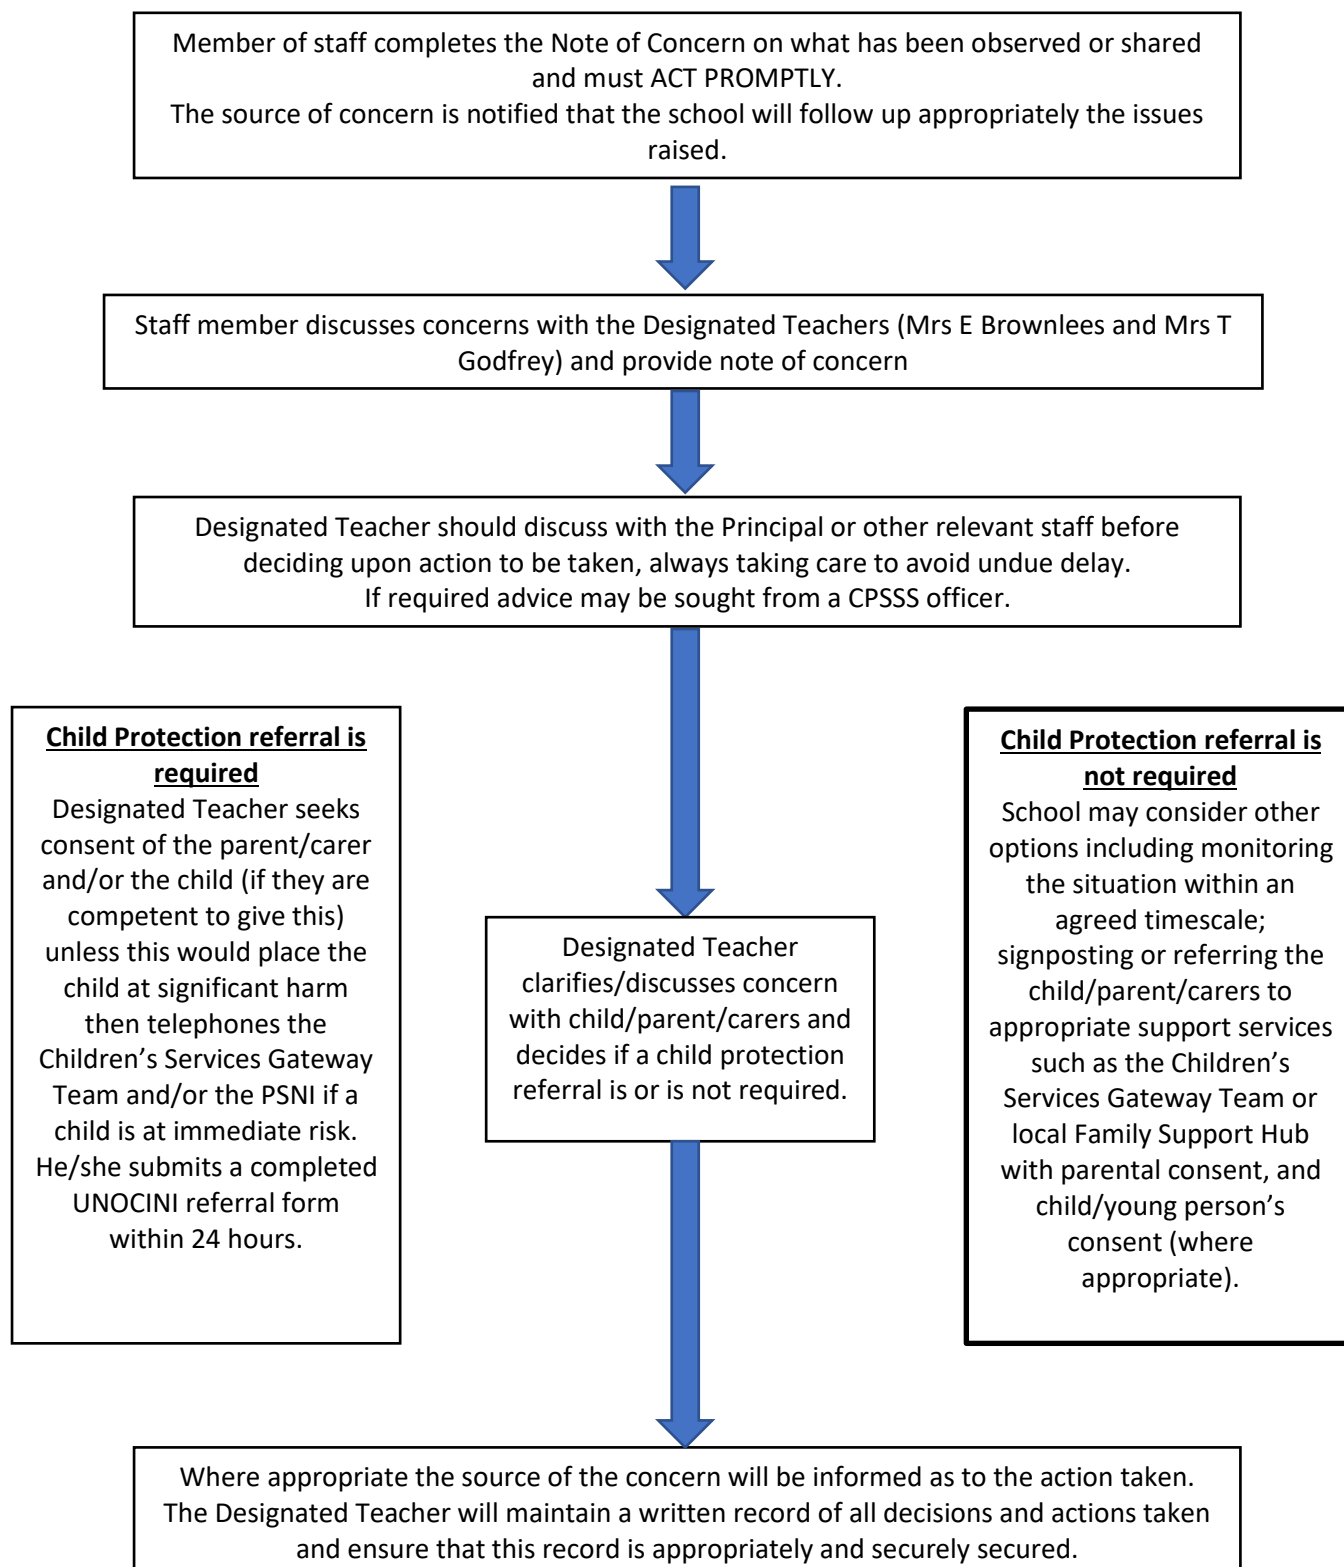 Member of staff completes the Note of Concern on what has been observed or shared
and must ACT PROMPTLY.
The source of concern is notified that the school will follow up appropriately the issues
raised.
Staff member discusses concerns with the Designated Teachers (Mrs E Brownlees and Mrs T
Godfrey) and provide note of concern
Designated Teacher should discuss with the Principal or other relevant staff before
deciding upon action to be taken, always taking care to avoid undue delay.
If required advice may be sought from a CPSSS officer.
Child Protection referral is
required
Designated Teacher seeks
consent of the parent/carer
and/or the child (if they are
competent to give this)
unless this would place the
child at significant harm
then telephones the
Children’s Services Gateway
Team and/or the PSNI if a
child is at immediate risk.
He/she submits a completed
UNOCINI referral form
within 24 hours.
Designated Teacher
clarifies/discusses concern
with child/parent/carers and
decides if a child protection
referral is or is not required.
Child Protection referral is
not required
School may consider other
options including monitoring
the situation within an
agreed timescale;
signposting or referring the
child/parent/carers to
appropriate support services
such as the Children’s
Services Gateway Team or
local Family Support Hub
with parental consent, and
child/young person’s
consent (where
appropriate).
Where appropriate the source of the concern will be informed as to the action taken.
The Designated Teacher will maintain a written record of all decisions and actions taken
and ensure that this record is appropriately and securely secured.